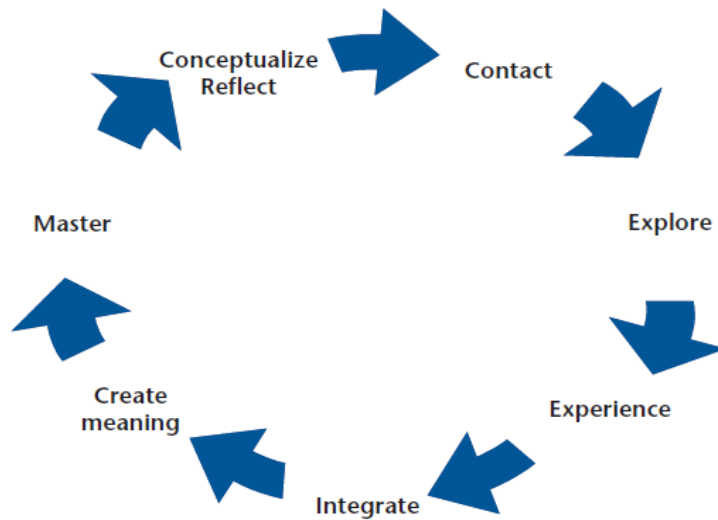 Conceptualize
Reflect
Contact
Explore
Experience
Integrate
Create
meaning
Master